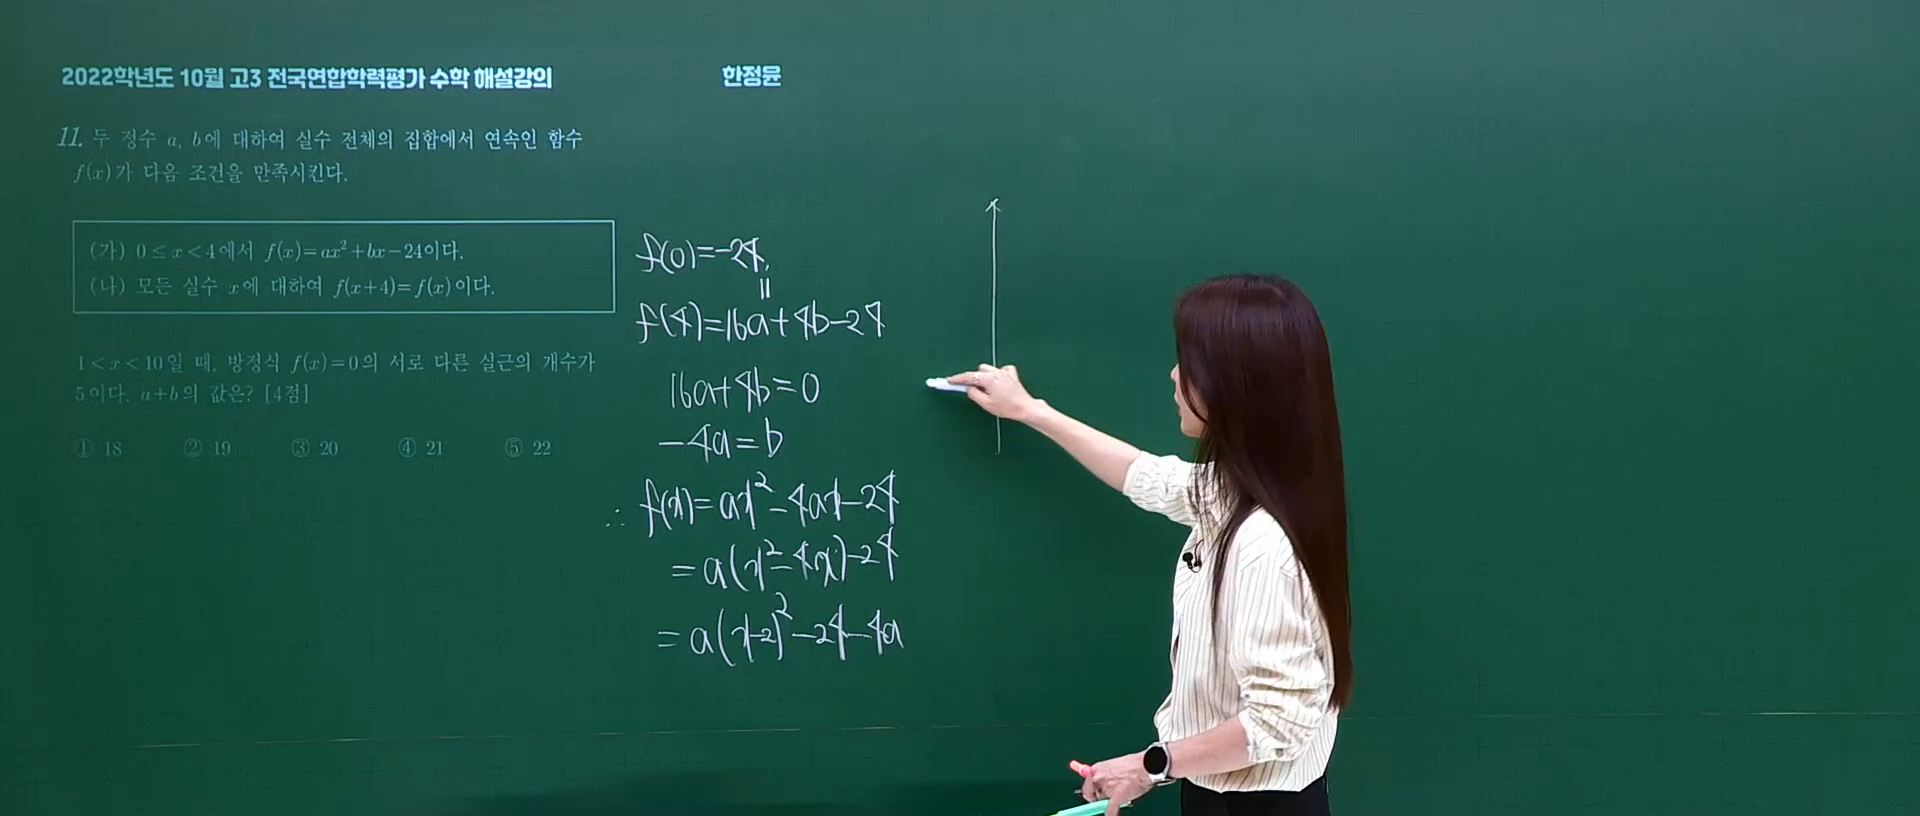 2022학년도 10월 고3 전국연합학력평가 수학 해설강의
한정윤
11. 두 정수 a, b에 대하여 실수 전체의 집합에서 연속인 함수
f(x)가 다음 조건을 만족시킨다.
(가) 0≤x<4에서 f(x)=ax²+bx-24이다.
(나) 모든 실수 x에 대하여 f(x+4)=f(x)이다.
1<x<10일 때, 방정식 f(x)=0의 서로 다른 실근의 개수가
5이다. a+b의 값은? [4점]
① 18 ② 19 ③ 20 ④ 21 ⑤ 22
f(0)=-24
=
f(4)=16a+4b-24
16a+4b=0
-4a=b
∴ f(x)=ax²-4ax-24
=a(x²-4x)-24
=a(x-2)²-24-4a